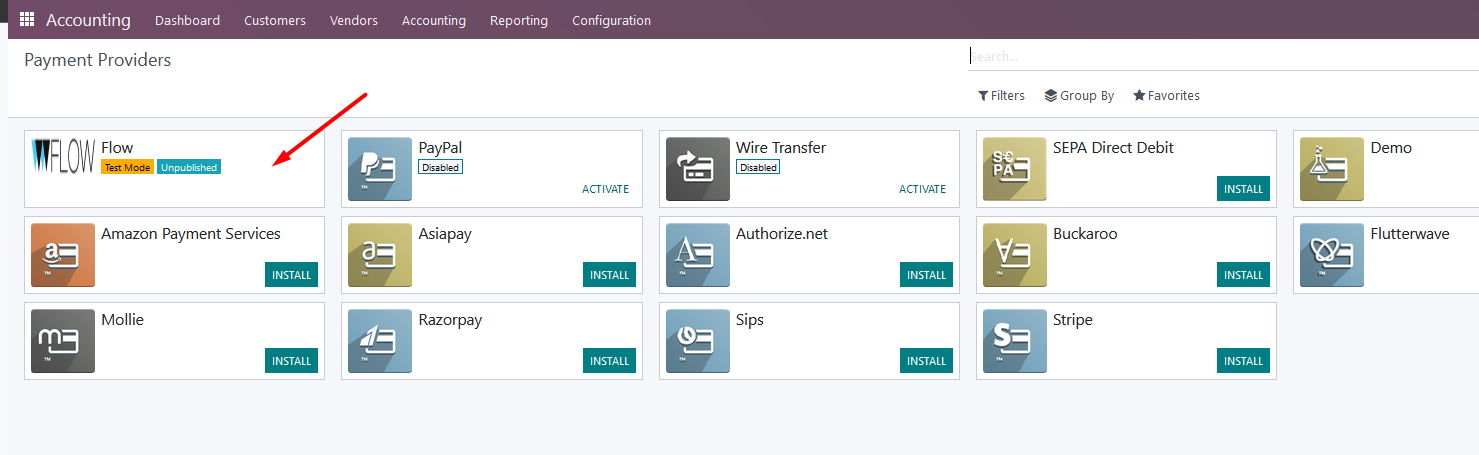 Accounting Dashboard Customers Vendors Accounting Reporting Configuration
Payment Providers
Search...
Filters Group By Favorites
FLOW
Flow
Test Mode Unpublished
PayPal
Disabled
ACTIVATE
Wire Transfer
Disabled
ACTIVATE
SEPA Direct Debit
INSTALL
Demo
Amazon Payment Services
INSTALL
Asiapay
INSTALL
Authorize.net
INSTALL
Buckaroo
INSTALL
Flutterwave
Mollie
INSTALL
Razorpay
INSTALL
Sips
INSTALL
Stripe
INSTALL